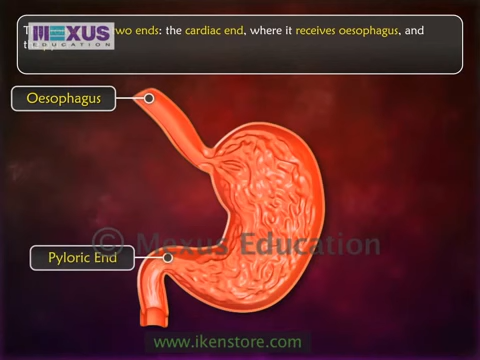 MEXUS
EDUCATION
two ends: the cardiac end, where it receives oesophagus, and
Oesophagus
© Mexus Education
Pyloric End
www.ikenstore.com